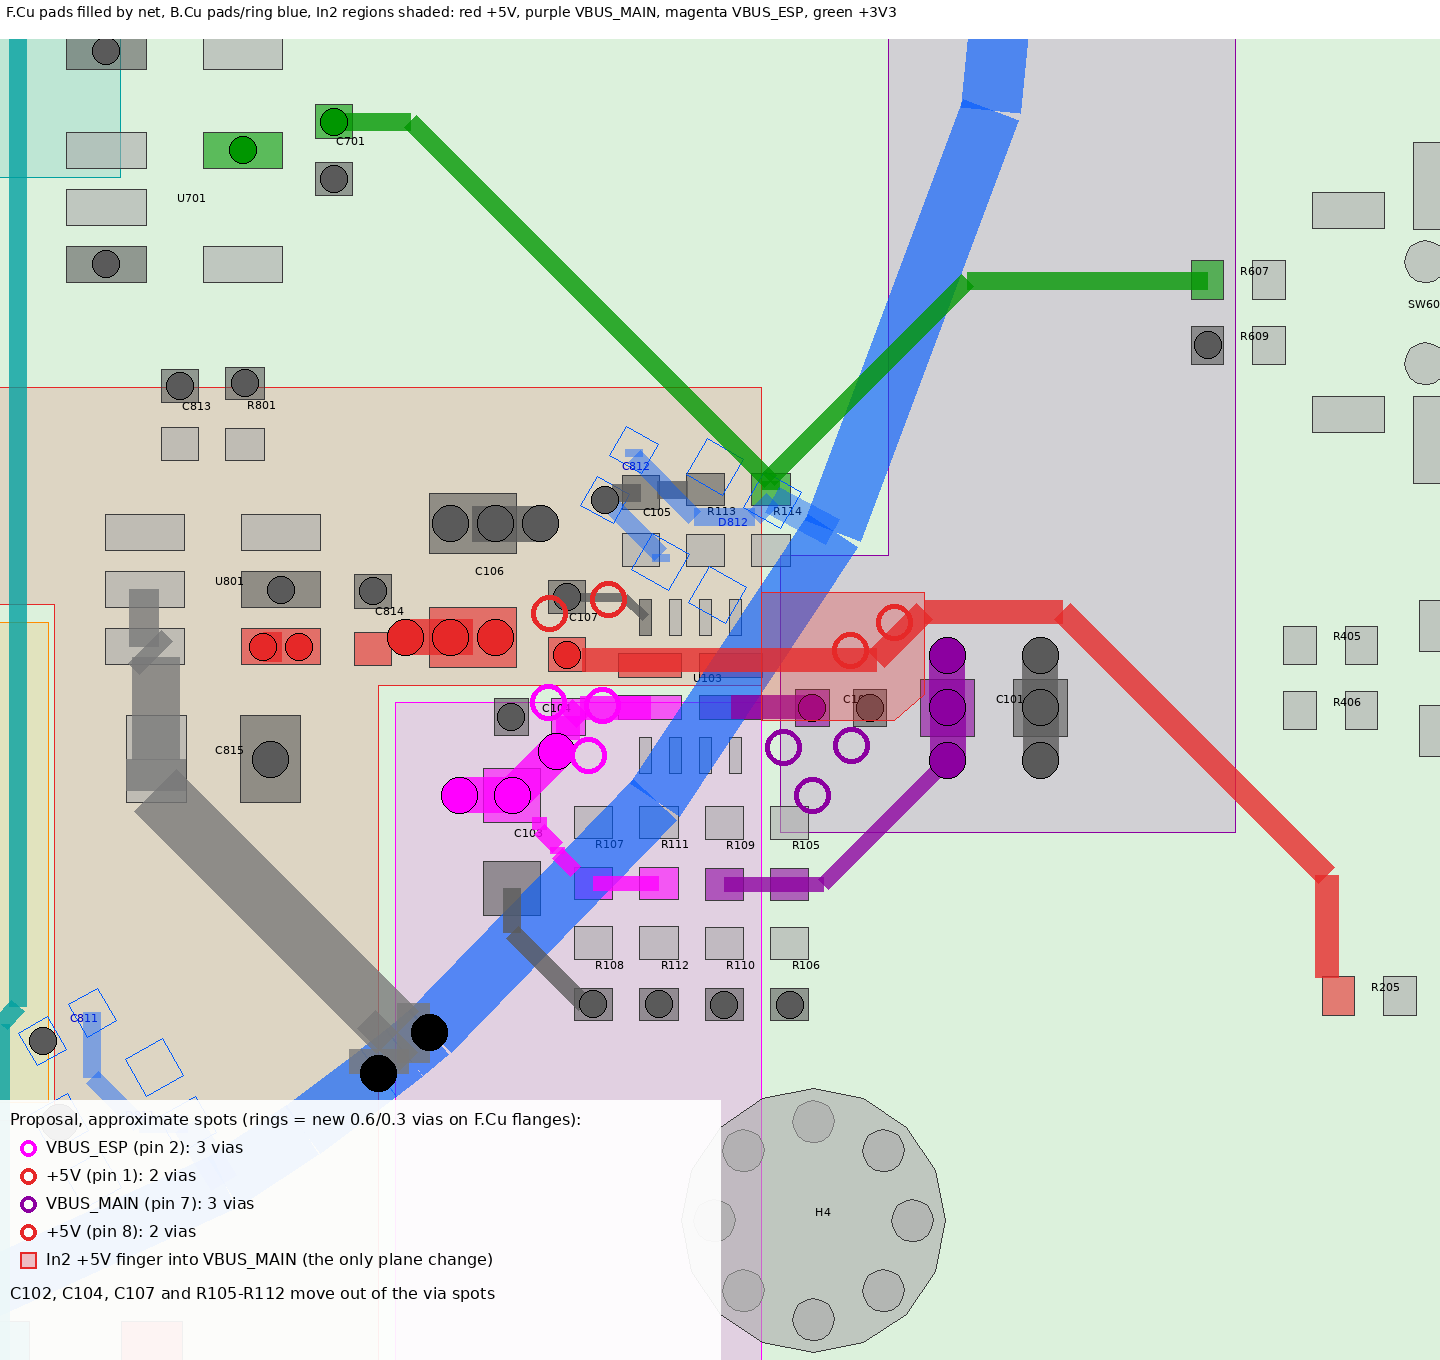 F.Cu pads filled by net, B.Cu pads/ring blue, In2 regions shaded: red +5V, purple VBUS_MAIN, magenta VBUS_ESP, green +3V3
C701
U701
R607
SW60
R609
C813
R801
C812
C105
R113
R114
D812
C106
U801
C814
C107
R405
U103
C104
C101
R406
C815
C103
R107
R111
R109
R105
R108
R112
R110
R106
R205
C811
Proposal, approximate spots (rings = new 0.6/0.3 vias on F.Cu flanges):
VBUS_ESP (pin 2): 3 vias
+5V (pin 1): 2 vias
VBUS_MAIN (pin 7): 3 vias
H4
+5V (pin 8): 2 vias
In2 +5V finger into VBUS_MAIN (the only plane change)
C102, C104, C107 and R105-R112 move out of the via spots